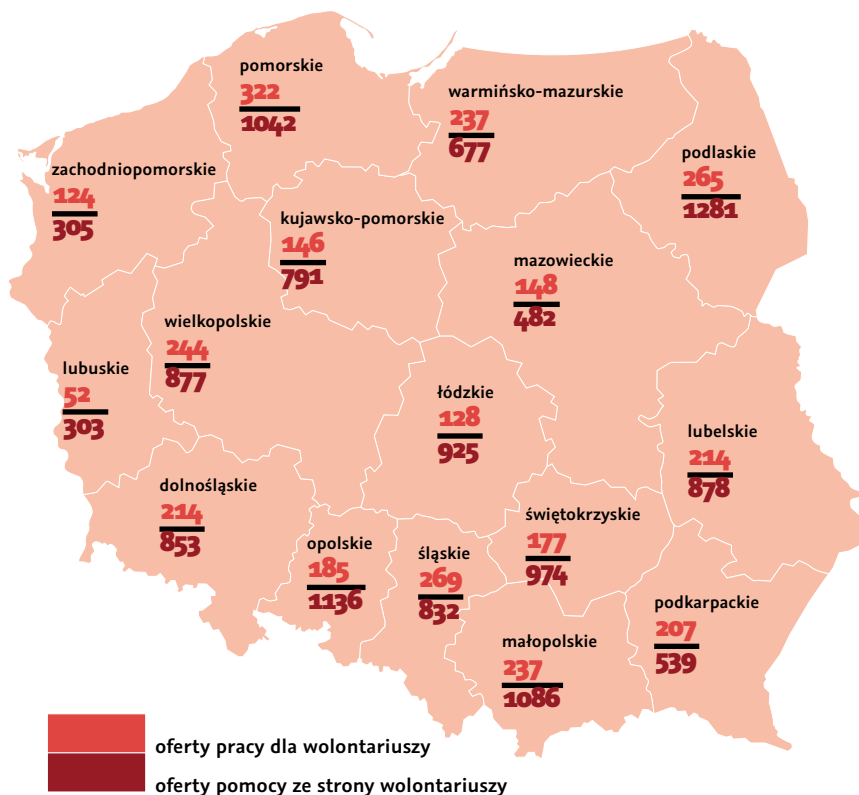 pomorskie
322
1042
warmińsko-mazurskie
237
677
podlaskie
265
1281
zachodniopomorskie
124
305
kujawsko-pomorskie
146
791
mazowieckie
148
482
wielkopolskie
244
877
lubuskie
52
303
łódzkie
128
925
lubelskie
214
878
dolnośląskie
214
853
opolskie
185
1136
śląskie
269
832
świętokrzyskie
177
974
podkarpackie
207
539
małopolskie
237
1086
oferty pracy dla wolontariuszy
oferty pomocy ze strony wolontariuszy